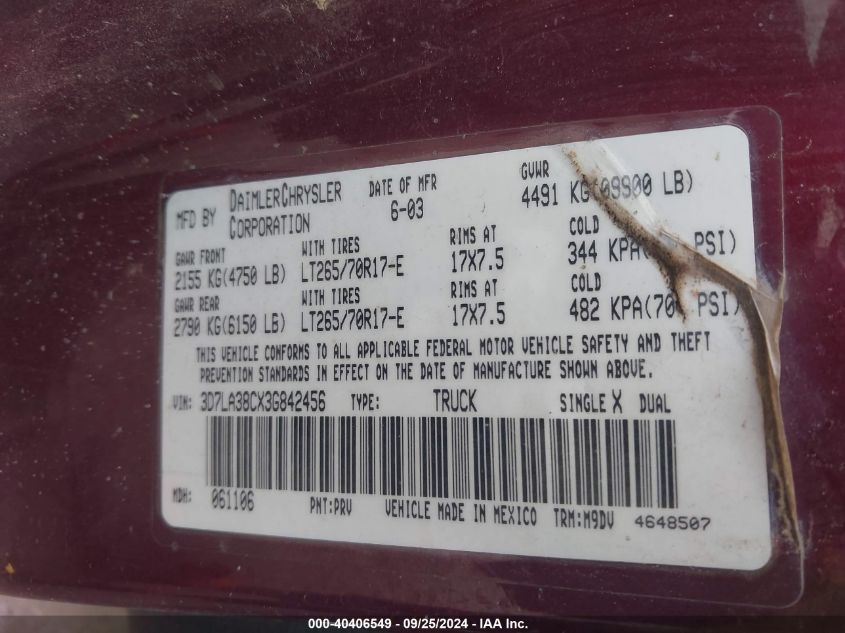 MFD BY DAIMLERCHRYSLER CORPORATION DATE OF MFR 6-03 GVWR 4491 KG(09900 LB)
GAWR FRONT WITH TIRES RIMS AT COLD
2155 KG(4750 LB) LT265/70R17-E 17X7.5 344 KPA( PSI)
GAWR REAR WITH TIRES RIMS AT COLD
2790 KG(6150 LB) LT265/70R17-E 17X7.5 482 KPA(70 PSI)
THIS VEHICLE CONFORMS TO ALL APPLICABLE FEDERAL MOTOR VEHICLE SAFETY AND THEFT
PREVENTION STANDARDS IN EFFECT ON THE DATE OF MANUFACTURE SHOWN ABOVE.
VIN: 3D7LA38CX3G842456 TYPE: TRUCK SINGLE X DUAL
MDH: 061106 PNT:PRV VEHICLE MADE IN MEXICO TRM:M9DV 4648507
000-40406549 - 09/25/2024 - IAA Inc.